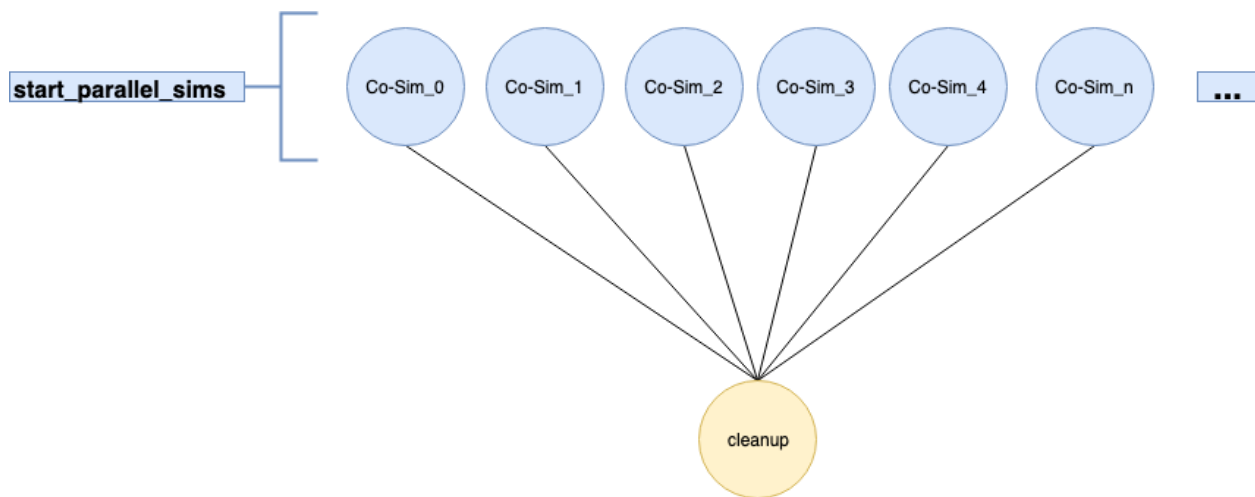 start_parallel_sims
Co-Sim_0
Co-Sim_1
Co-Sim_2
Co-Sim_3
Co-Sim_4
Co-Sim_n
...
cleanup